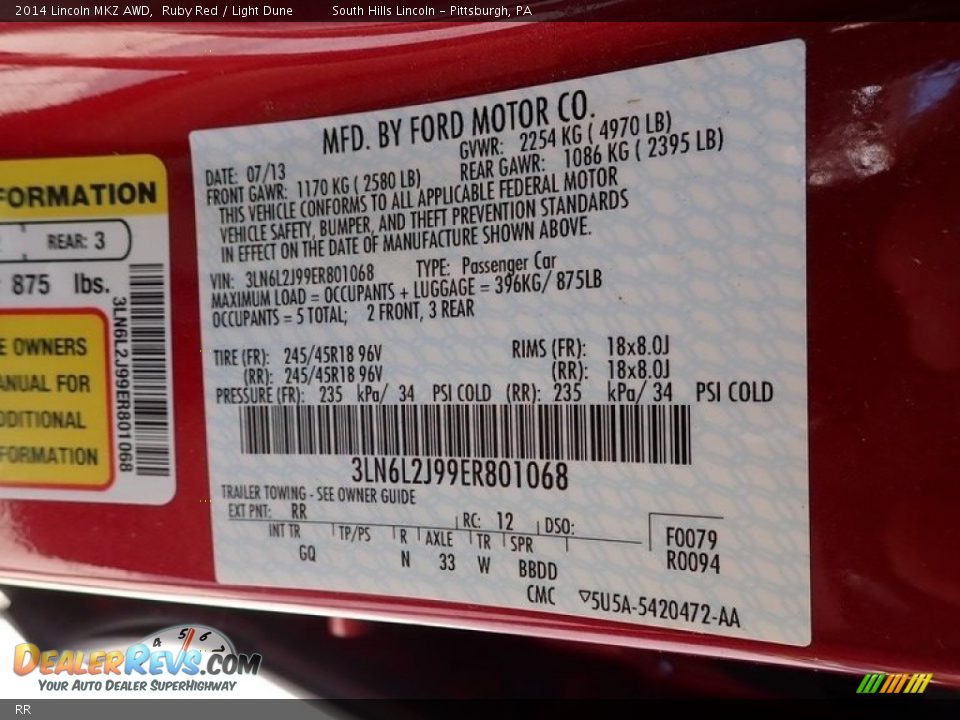 2014 Lincoln MKZ AWD, Ruby Red / Light Dune South Hills Lincoln - Pittsburgh, PA
MFD. BY FORD MOTOR CO.
DATE: 07/13 GVWR: 2254 KG ( 4970 LB)
FRONT GAWR: 1170 KG ( 2580 LB) REAR GAWR: 1086 KG ( 2395 LB)
THIS VEHICLE CONFORMS TO ALL APPLICABLE FEDERAL MOTOR
VEHICLE SAFETY, BUMPER, AND THEFT PREVENTION STANDARDS
IN EFFECT ON THE DATE OF MANUFACTURE SHOWN ABOVE.
VIN: 3LN6L2J99ER801068 TYPE: Passenger Car
MAXIMUM LOAD = OCCUPANTS + LUGGAGE = 396KG/ 875LB
OCCUPANTS = 5 TOTAL; 2 FRONT, 3 REAR
TIRE (FR): 245/45R18 96V RIMS (FR): 18x8.0J
(RR): 245/45R18 96V (RR): 18x8.0J
PRESSURE (FR): 235 kPa/ 34 PSI COLD (RR): 235 kPa/ 34 PSI COLD
3LN6L2J99ER801068
TRAILER TOWING - SEE OWNER GUIDE
EXT PNT: RR RC: 12 DSO:
INT TR TP/PS R AXLE TR SPR
GQ N 33 W BBDD
F0079
R0094
CMC ▽5U5A-5420472-AA
FORMATION
REAR: 3
875 lbs.
3LN6L2J99ER801068
E OWNERS
ANUAL FOR
DDITIONAL
FORMATION
4 5 6
DEALERREVS.COM
YOUR AUTO DEALER SUPERHIGHWAY
RR